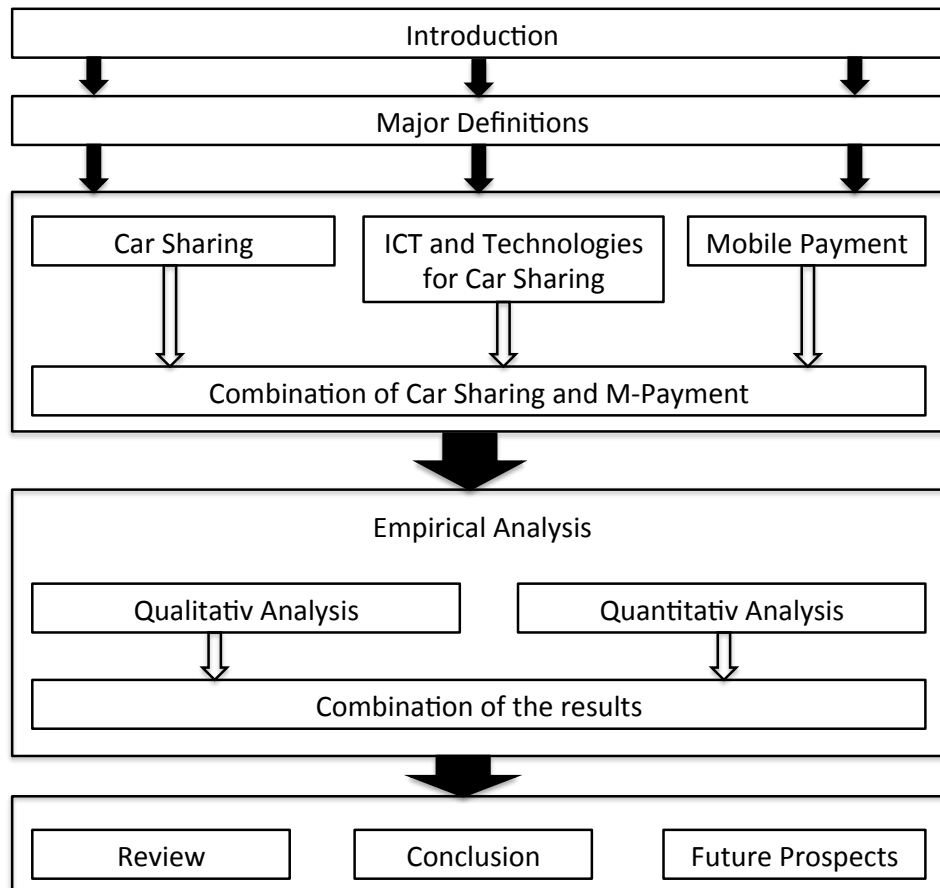 Introduction
Major Definitions
Car Sharing
ICT and Technologies
for Car Sharing
Mobile Payment
Combination of Car Sharing and M-Payment
Empirical Analysis
Qualitativ Analysis
Quantitativ Analysis
Combination of the results
Review
Conclusion
Future Prospects